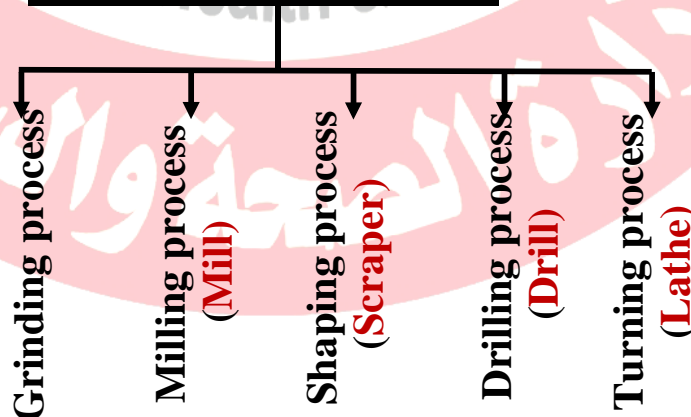 Grinding process
Milling process
(Mill)
Shaping process
(Scraper)
Drilling process
(Drill)
Turning process
(Lathe)